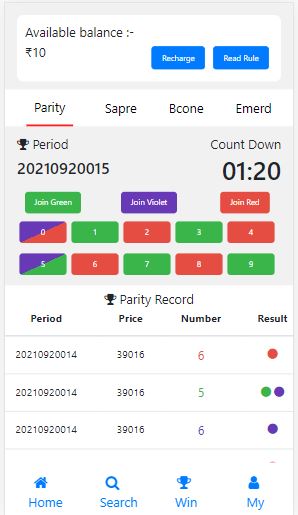 Available balance :-
₹10
Recharge Read Rule
Parity Sapre Bcone Emerd
Period Count Down
20210920015 01:20
Join Green Join Violet Join Red
0 1 2 3 4
5 6 7 8 9
Parity Record
Period Price Number Result
20210920014 39016 6
20210920014 39016 5
20210920014 39016 6
Home Search Win My